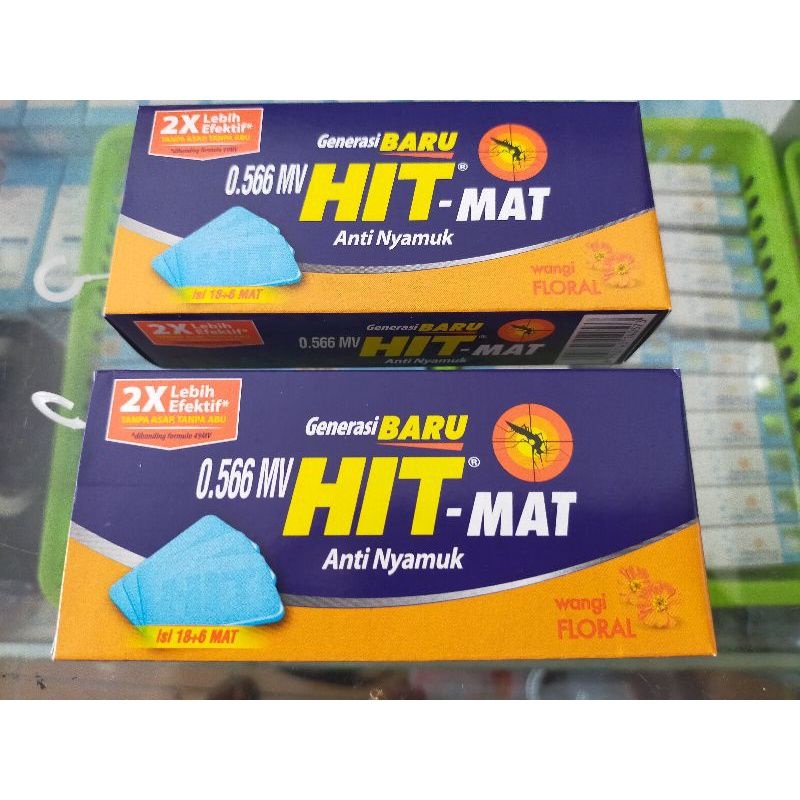 2X Lebih Efektif*
TANPA ASAP, TANPA ABU
*dibanding formula 49MV
Generasi BARU
0.566 MV
HIT®-MAT
Anti Nyamuk
Isi 18+6 MAT
wangi
FLORAL
2X Lebih Efektif*
Generasi BARU
0.566 MV
HIT-MAT
Anti Nyamuk
2X Lebih Efektif*
TANPA ASAP, TANPA ABU
*dibanding formula 49MV
Generasi BARU
0.566 MV
HIT®-MAT
Anti Nyamuk
Isi 18+6 MAT
wangi
FLORAL